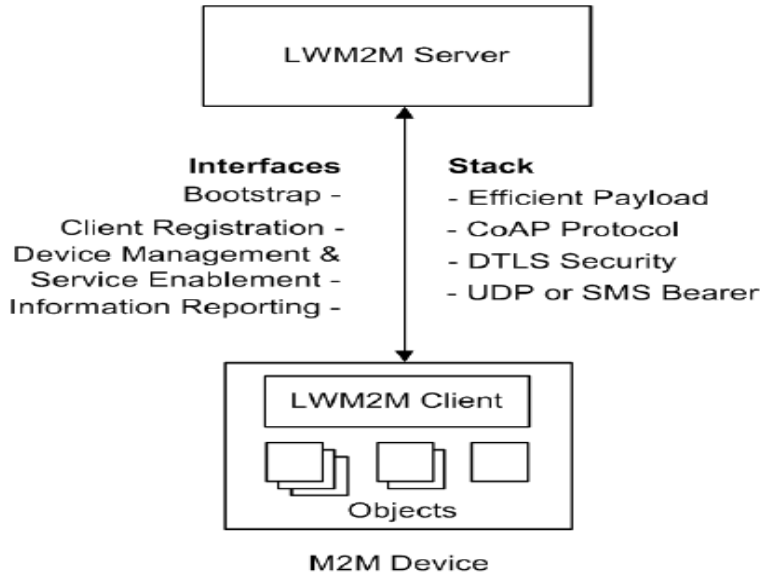 LWM2M Server
Interfaces
Bootstrap -
Client Registration -
Device Management &
Service Enablement -
Information Reporting -
Stack
- Efficient Payload
- CoAP Protocol
- DTLS Security
- UDP or SMS Bearer
LWM2M Client
Objects
M2M Device